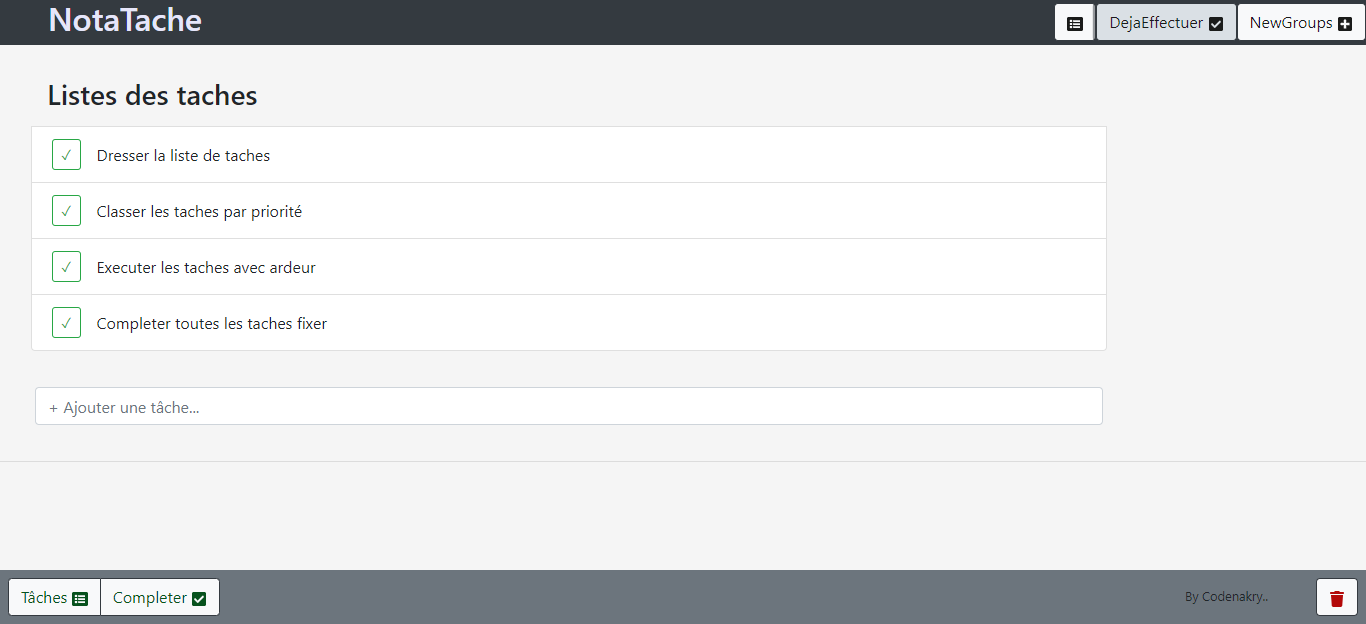 NotaTache
DejaEffectuer
NewGroups
Listes des taches
Dresser la liste de taches
Classer les taches par priorité
Executer les taches avec ardeur
Completer toutes les taches fixer
+ Ajouter une tâche...
Tâches
Completer
By Codenakry..